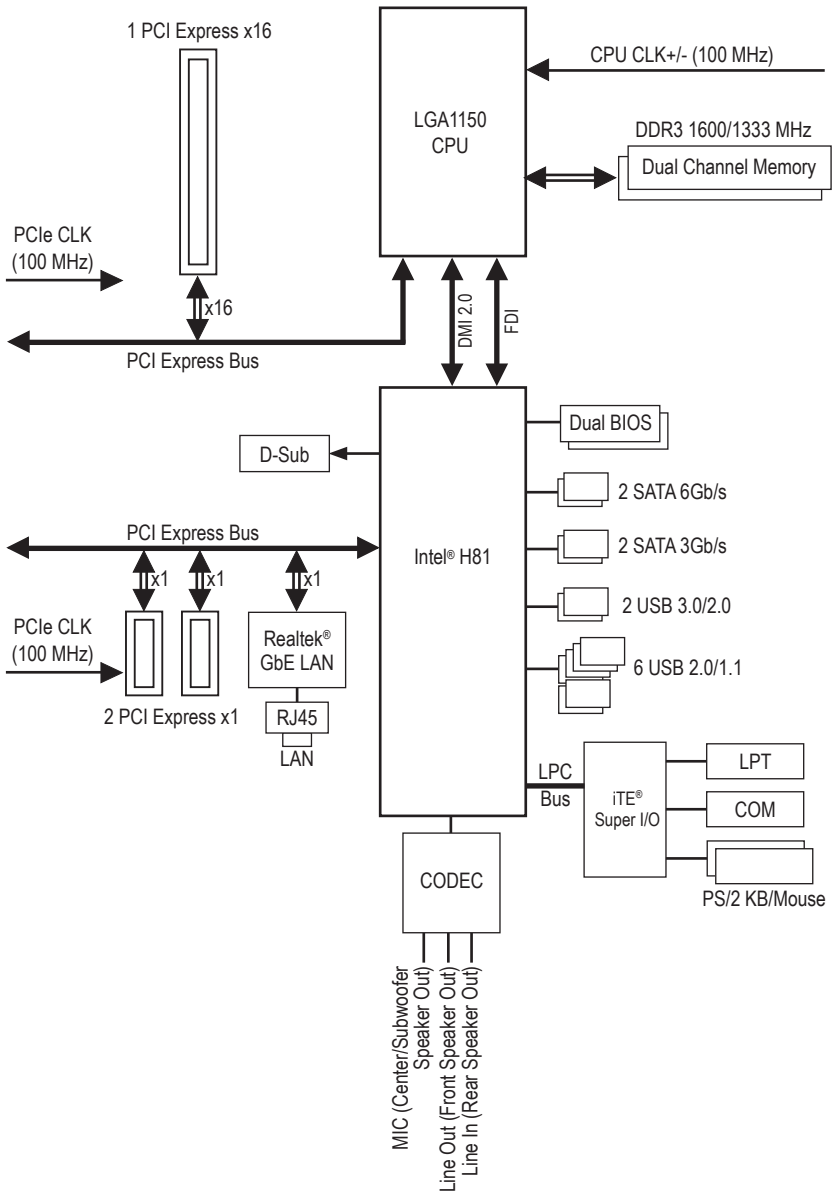 1 PCI Express x16
CPU CLK+/- (100 MHz)
LGA1150
CPU
DDR3 1600/1333 MHz
Dual Channel Memory
PCIe CLK
(100 MHz)
x16
PCI Express Bus
DMI 2.0
FDI
Dual BIOS
D-Sub
2 SATA 6Gb/s
PCI Express Bus
Intel® H81
2 SATA 3Gb/s
x1
x1
x1
2 USB 3.0/2.0
PCIe CLK
(100 MHz)
Realtek®
GbE LAN
6 USB 2.0/1.1
2 PCI Express x1
RJ45
LAN
LPC
Bus
iTE®
Super I/O
LPT
COM
PS/2 KB/Mouse
CODEC
MIC (Center/Subwoofer
Speaker Out)
Line Out (Front Speaker Out)
Line In (Rear Speaker Out)